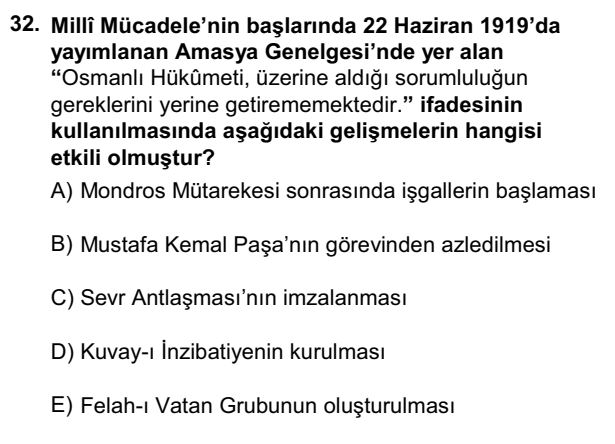 32. Millî Mücadele’nin başlarında 22 Haziran 1919’da
yayımlanan Amasya Genelgesi’nde yer alan
“Osmanlı Hükûmeti, üzerine aldığı sorumluluğun
gereklerini yerine getirememektedir.” ifadesinin
kullanılmasında aşağıdaki gelişmelerin hangisi
etkili olmuştur?
A) Mondros Mütarekesi sonrasında işgallerin başlaması
B) Mustafa Kemal Paşa’nın görevinden azledilmesi
C) Sevr Antlaşması’nın imzalanması
D) Kuvay-ı İnzibatiyenin kurulması
E) Felah-ı Vatan Grubunun oluşturulması